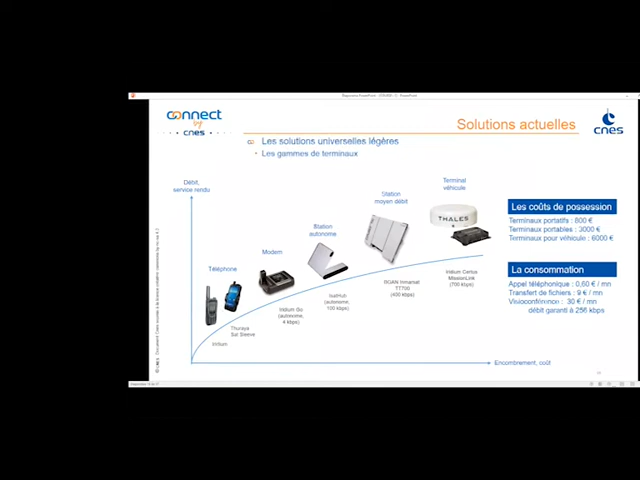 connect
by
cnes
Solutions actuelles
cnes
Les solutions universelles légères
• Les gammes de terminaux
Débit,
service rendu
Téléphone
Modem
Station
autonome
Station
moyen débit
Terminal
véhicule
THALES
Iridium
Thuraya
Sat Sleeve
Iridium Go
(autonome,
4 kbps)
IsatHub
(autonome,
100 kbps)
BGAN Inmarsat
TT700
(400 kbps)
Iridium Certus
MissionLink
(700 kbps)
Encombrement, coût
Les coûts de possession
Terminaux portatifs : 800 €
Terminaux portables : 3000 €
Terminaux pour véhicule : 6000 €
La consommation
Appel téléphonique : 0,60 € / mn
Transfert de fichiers : 9 € / mn
Visioconférence : 30 € / mn
débit garanti à 256 kbps